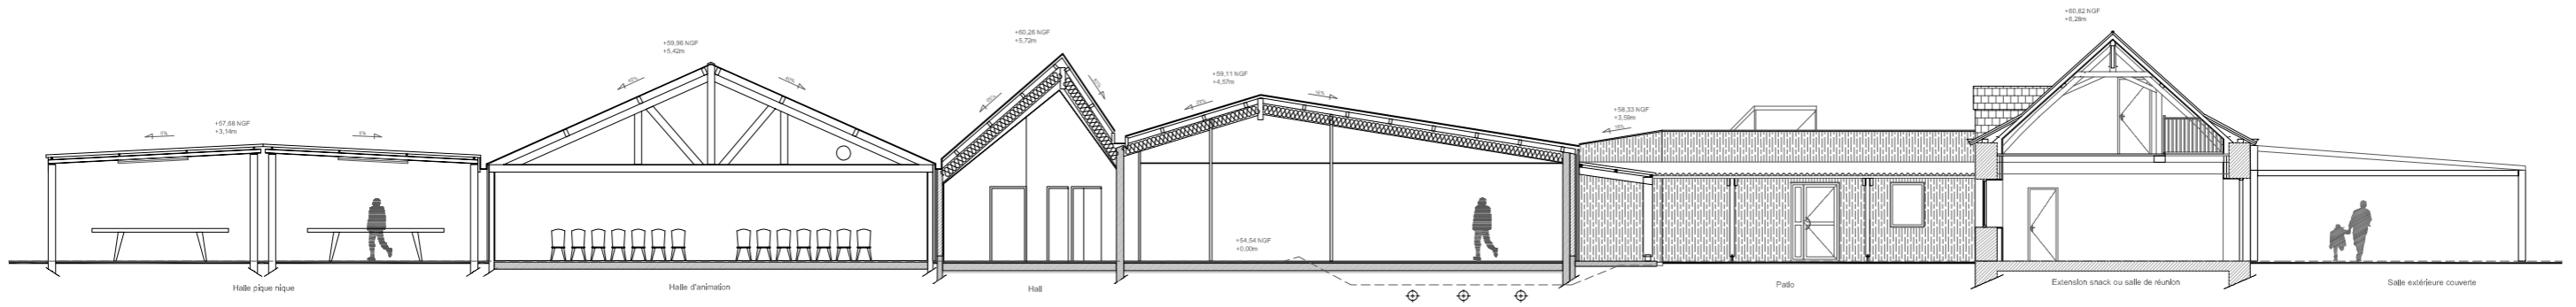 +57,68 NGF
+3,14m
5%
5%
+59,96 NGF
+5,42m
+60,26 NGF
+5,72m
+59,11 NGF
+4,57m
+58,33 NGF
+3,59m
+60,82 NGF
+6,28m
+54,54 NGF
+0,00m
Halle pique nique
Halle d'animation
Hall
Patio
Extension snack ou salle de réunion
Salle extérieure couverte